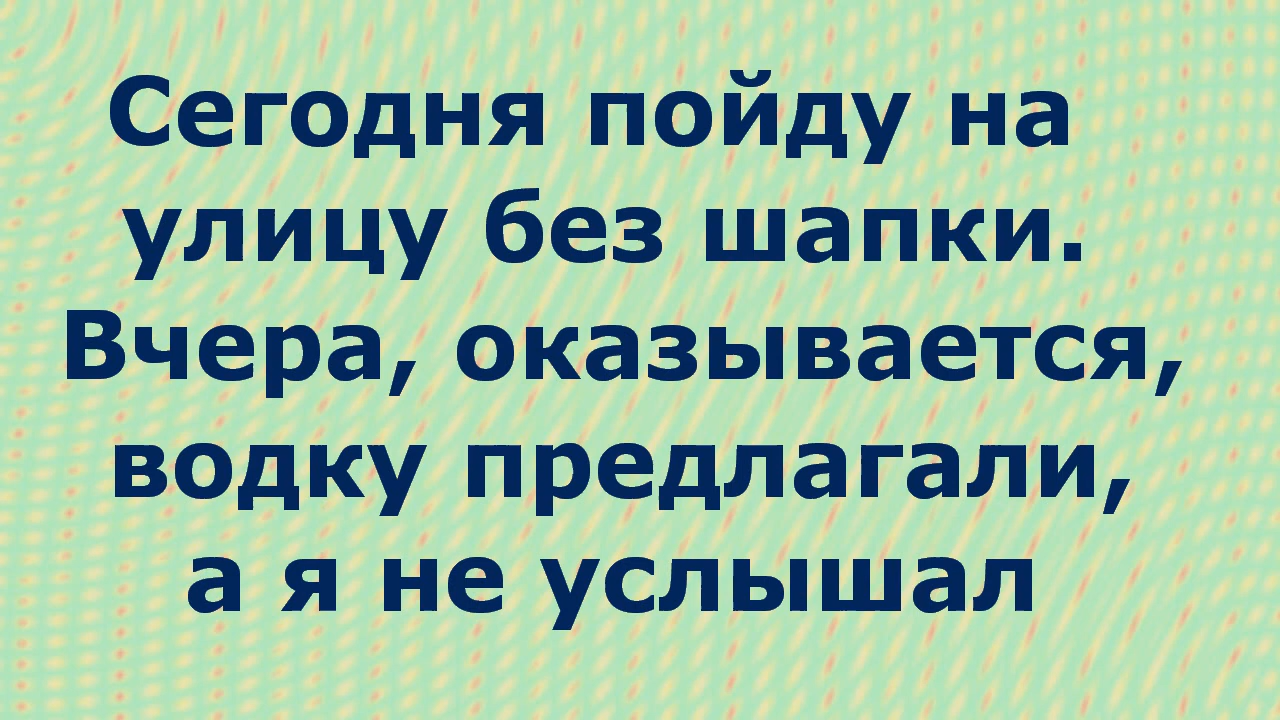 Сегодня пойду на
улицу без шапки.
Вчера, оказывается,
водку предлагали,
а я не услышал